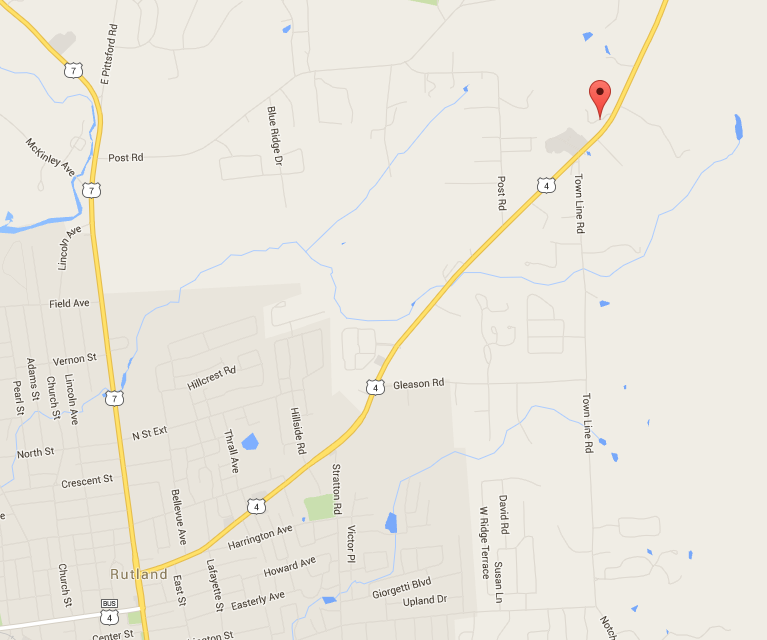 E Pittsford Rd
7
McKinley Ave
Post Rd
Blue Ridge Dr
7
4
Post Rd
Town Line Rd
Lincoln Ave
Field Ave
Vernon St
Adams St
Pearl St
Church St
Lincoln Ave
Hillcrest Rd
4
Gleason Rd
7
N St Ext
Thrall Ave
Hillside Rd
Town Line Rd
North St
Crescent St
Bellevue Ave
4
Stratton Rd
Harrington Ave
Victor Pl
David Rd
W Ridge Terrace
e
Church St
Rutland
East St
Lafayette St
Howard Ave
Easterly Ave
Giorgetti Blvd
Upland Dr
Susan Ln
BUS
4
Center St
ington St
Notch